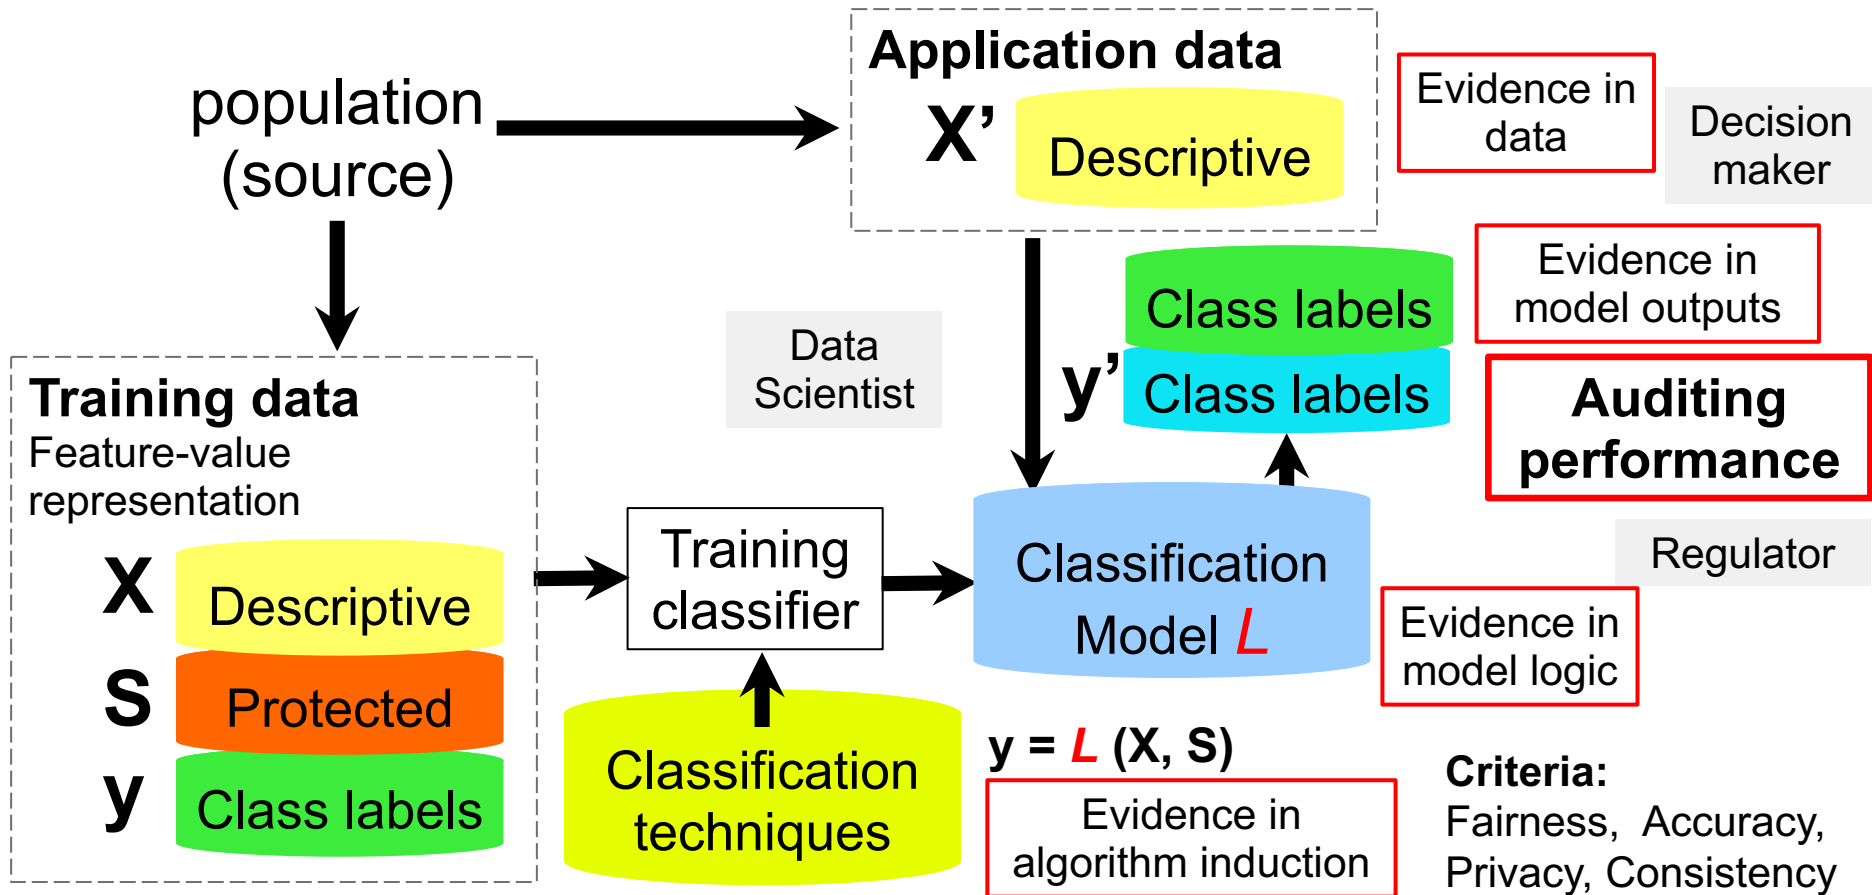 population
(source)
Application data
X’
Descriptive
Evidence in
data
Decision
maker
Class labels
y’
Class labels
Evidence in
model outputs
Data
Scientist
Auditing
performance
Training data
Feature-value
representation
X
Descriptive
S
Protected
y
Class labels
Training
classifier
Classification
Model L
Regulator
Evidence in
model logic
Classification
techniques
y = L (X, S)
Evidence in
algorithm induction
Criteria:
Fairness, Accuracy,
Privacy, Consistency